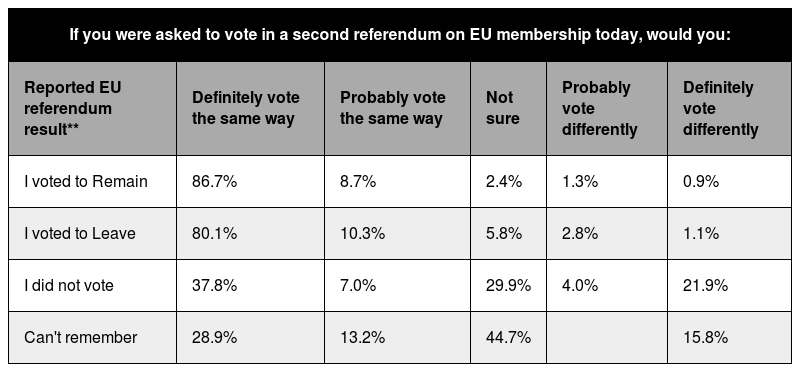 If you were asked to vote in a second referendum on EU membership today, would you:
Reported EU referendum result** Definitely vote the same way Probably vote the same way Not sure Probably vote differently Definitely vote differently
I voted to Remain 86.7% 8.7% 2.4% 1.3% 0.9%
I voted to Leave 80.1% 10.3% 5.8% 2.8% 1.1%
I did not vote 37.8% 7.0% 29.9% 4.0% 21.9%
Can't remember 28.9% 13.2% 44.7% 15.8%